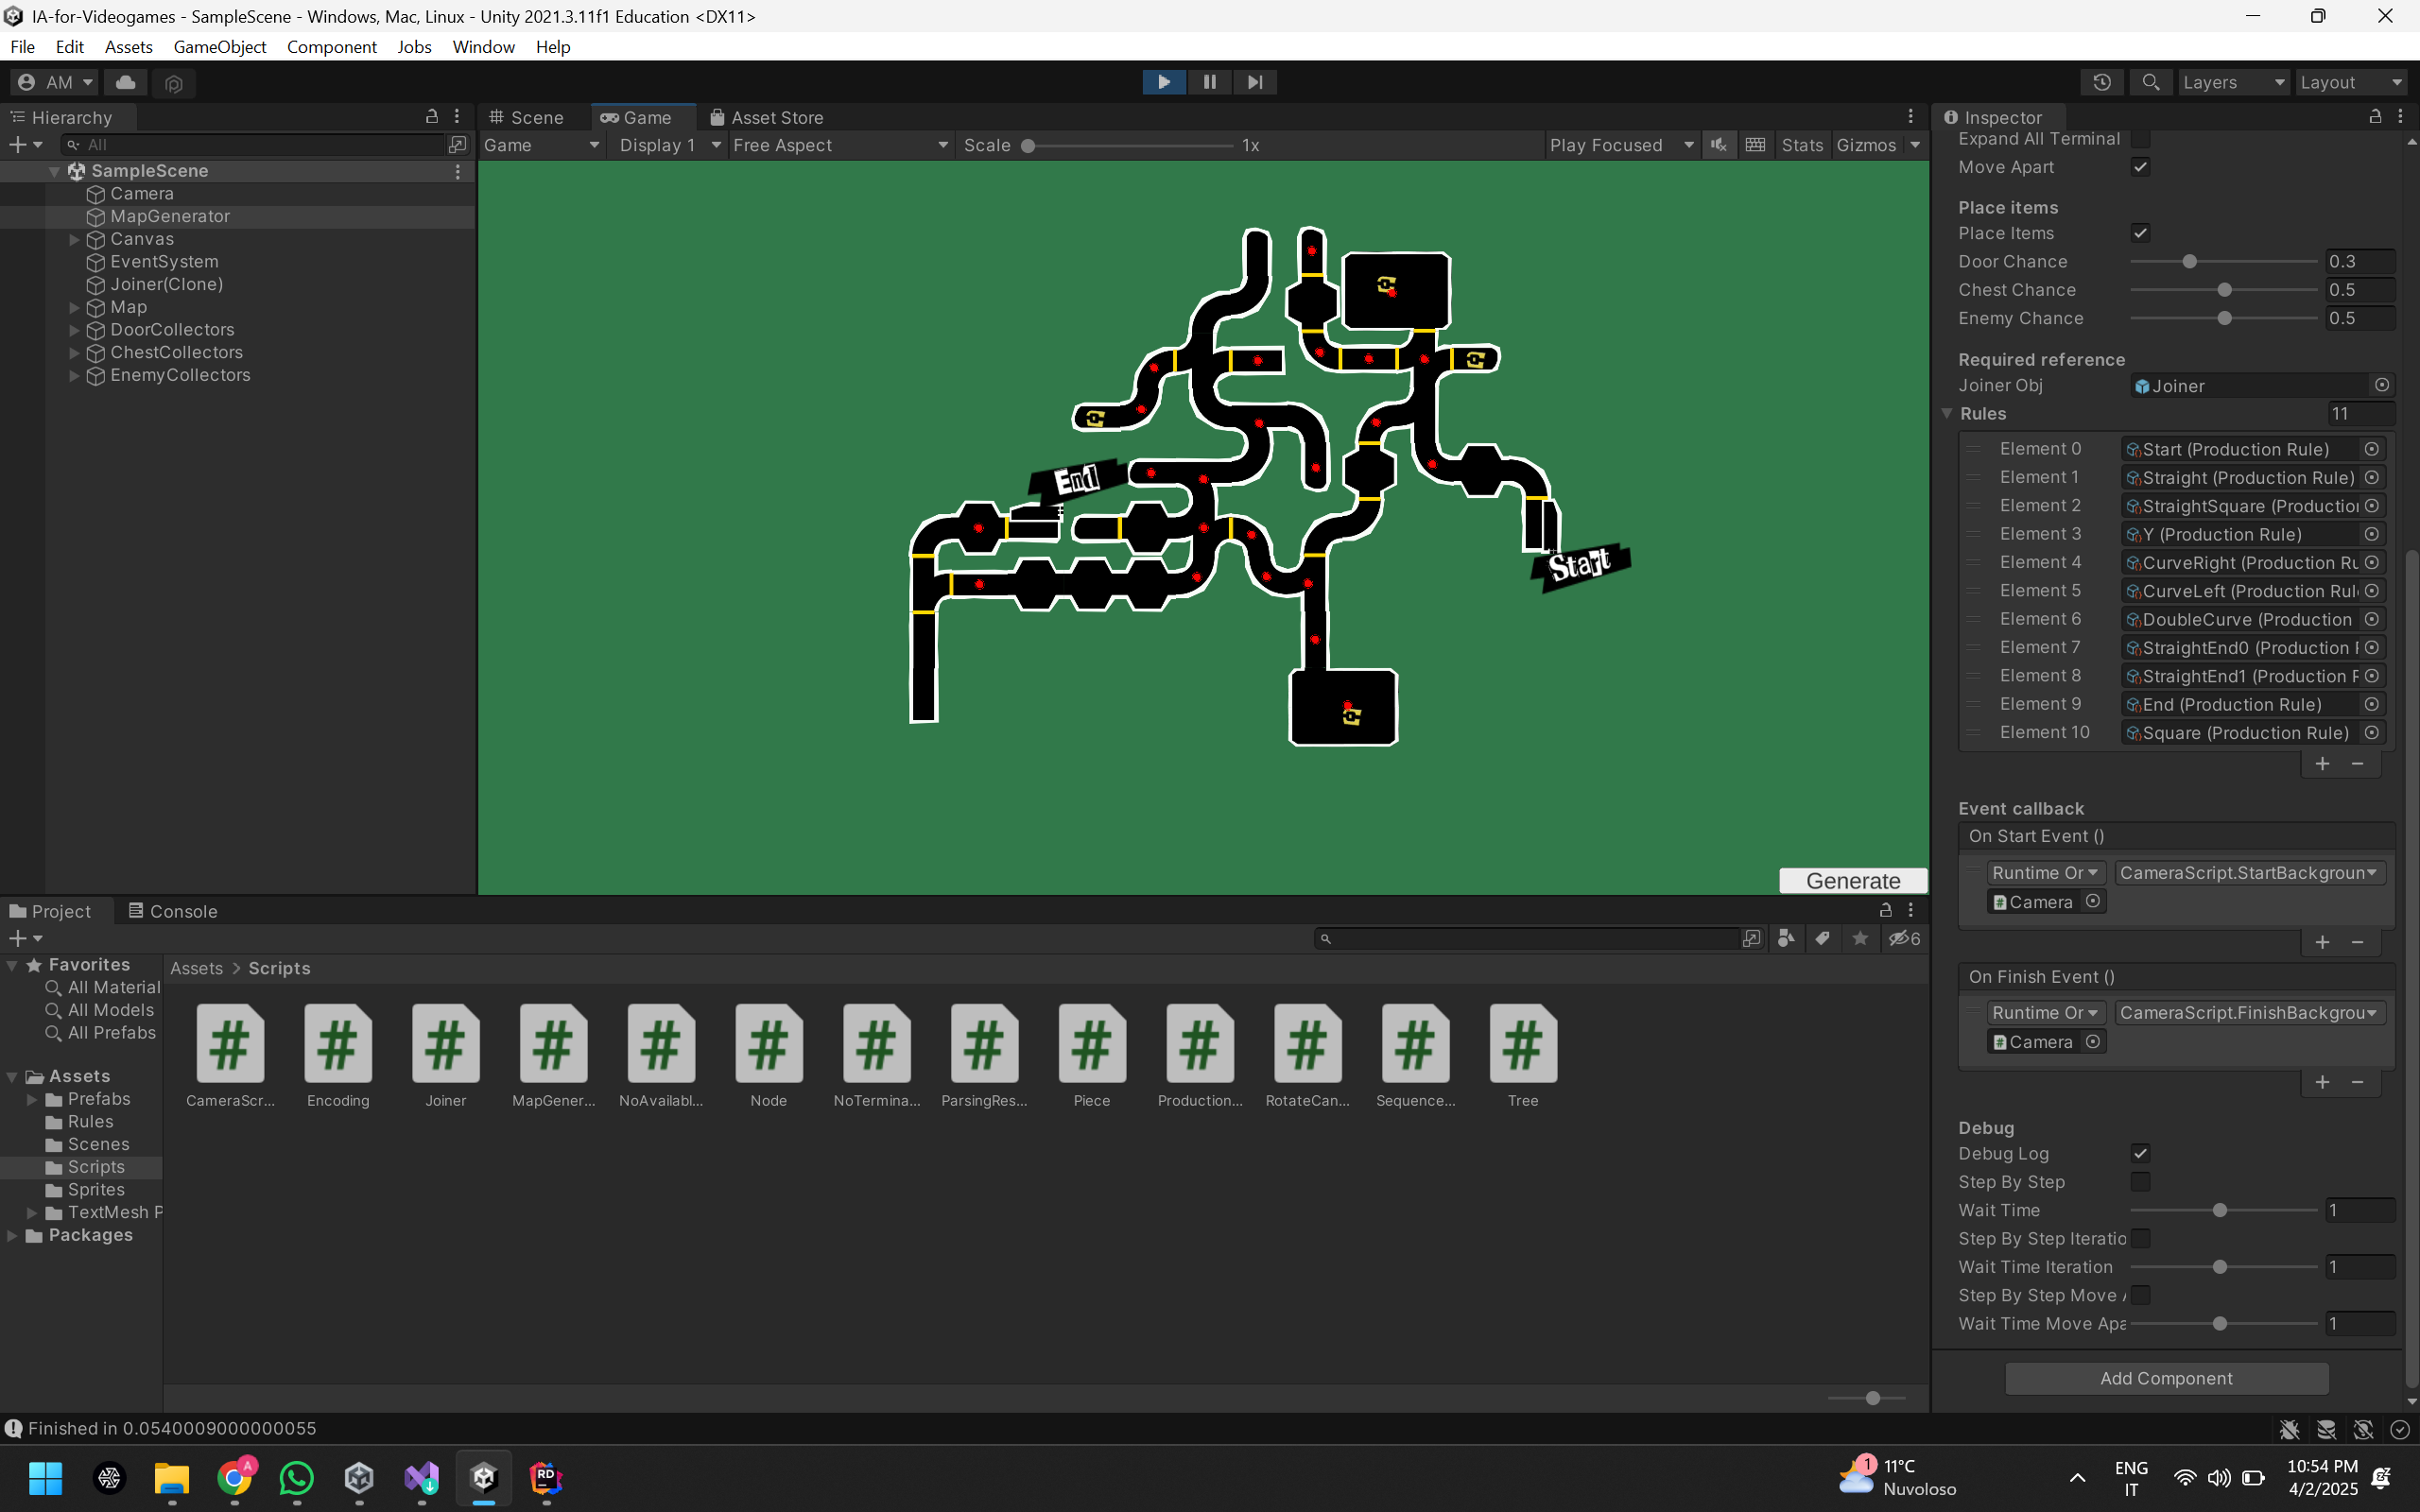 IA-for-Videogames - SampleScene - Windows, Mac, Linux - Unity 2021.3.11f1 Education <DX11>
File Edit Assets GameObject Component Jobs Window Help
AM Layers Layout
Hierarchy
All
SampleScene
Camera
MapGenerator
Canvas
EventSystem
Joiner(Clone)
Map
DoorCollectors
ChestCollectors
EnemyCollectors
Scene Game Asset Store
Game Display 1 Free Aspect Scale 1x Play Focused Stats Gizmos
End
Start
Generate
Inspector
Expand All Terminal
Move Apart
Place items
Place Items
Door Chance 0.3
Chest Chance 0.5
Enemy Chance 0.5
Required reference
Joiner Obj Joiner
Rules 11
Element 0 Start (Production Rule)
Element 1 Straight (Production Rule)
Element 2 StraightSquare (Production
Element 3 Y (Production Rule)
Element 4 CurveRight (Production Ru
Element 5 CurveLeft (Production Rul
Element 6 DoubleCurve (Production
Element 7 StraightEnd0 (Production
Element 8 StraightEnd1 (Production
Element 9 End (Production Rule)
Element 10 Square (Production Rule)
Event callback
On Start Event ()
Runtime Or CameraScript.StartBackgroun
Camera
On Finish Event ()
Runtime Or CameraScript.FinishBackgrou
Camera
Debug
Debug Log
Step By Step
Wait Time 1
Step By Step Iteratio
Wait Time Iteration 1
Step By Step Move
Wait Time Move Apa 1
Add Component
Project Console
6
Favorites
All Material
All Models
All Prefabs
Assets
Prefabs
Rules
Scenes
Scripts
Sprites
TextMesh P
Packages
Assets > Scripts
CameraScr... Encoding Joiner MapGener... NoAvailabl... Node NoTermina... ParsingRes... Piece Production... RotateCan... Sequence... Tree
Finished in 0.0540009000000055
A
RD
1
11°C
Nuvoloso
ENG
IT
10:54 PM
4/2/2025